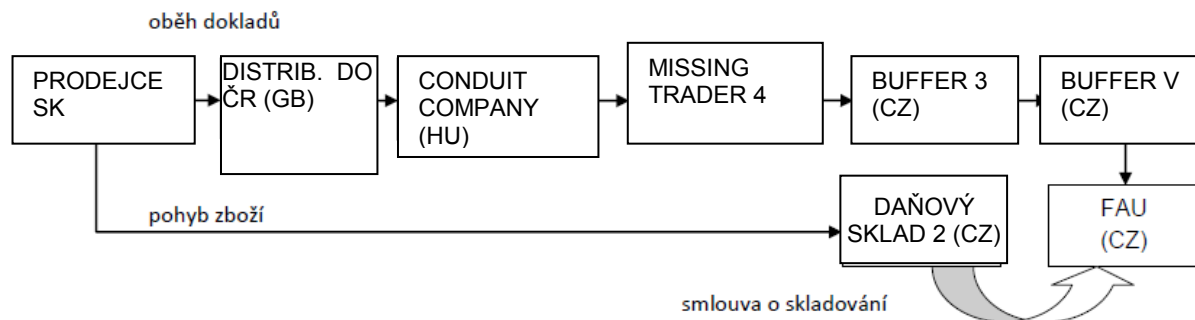 oběh dokladů
PRODEJCE
SK
DISTRIB. DO
ČR (GB)
CONDUIT
COMPANY
(HU)
MISSING
TRADER 4
BUFFER 3
(CZ)
BUFFER V
(CZ)
pohyb zboží
DAŇOVÝ
SKLAD 2 (CZ)
FAU
(CZ)
smlouva o skladování